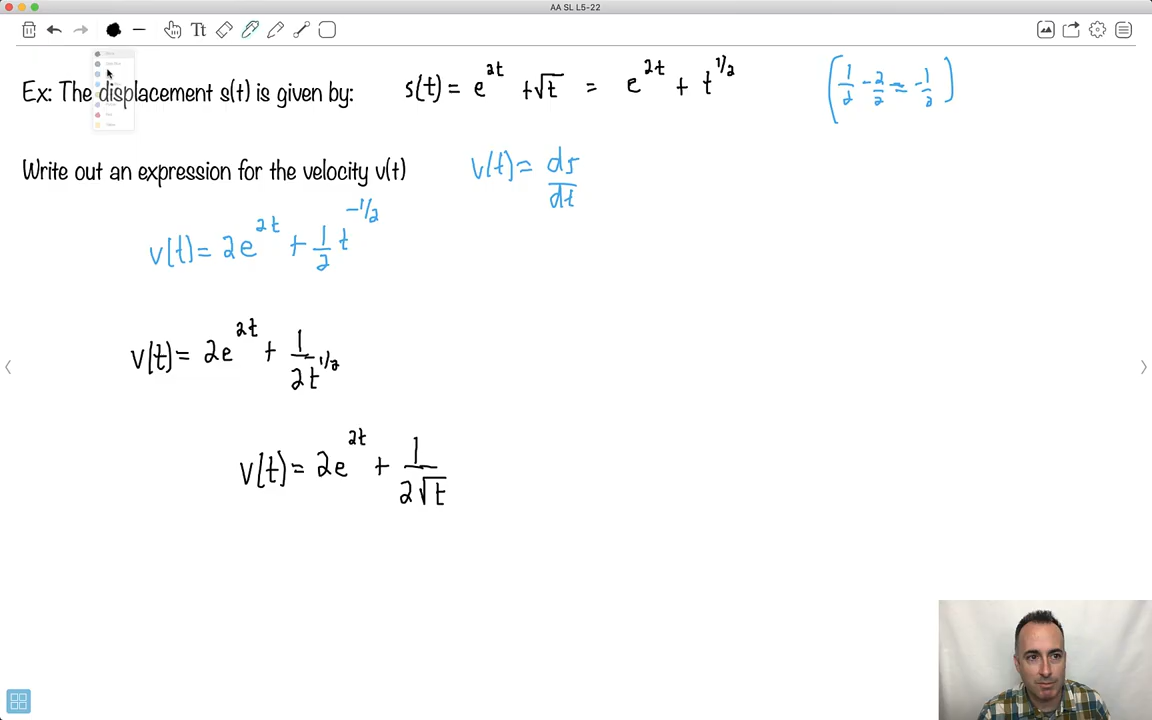 AA SL L5-22
Tt
Ex: The displacement s(t) is given by: s(t) = e^{2t} + √t = e^{2t} + t^{1/2} (1/2 - 2/2 = -1/2)
Write out an expression for the velocity v(t) v(t) = ds/dt
v(t) = 2e^{2t} + 1/2 t^{-1/2}
v(t) = 2e^{2t} + 1/(2t^{1/2})
v(t) = 2e^{2t} + 1/(2√t)